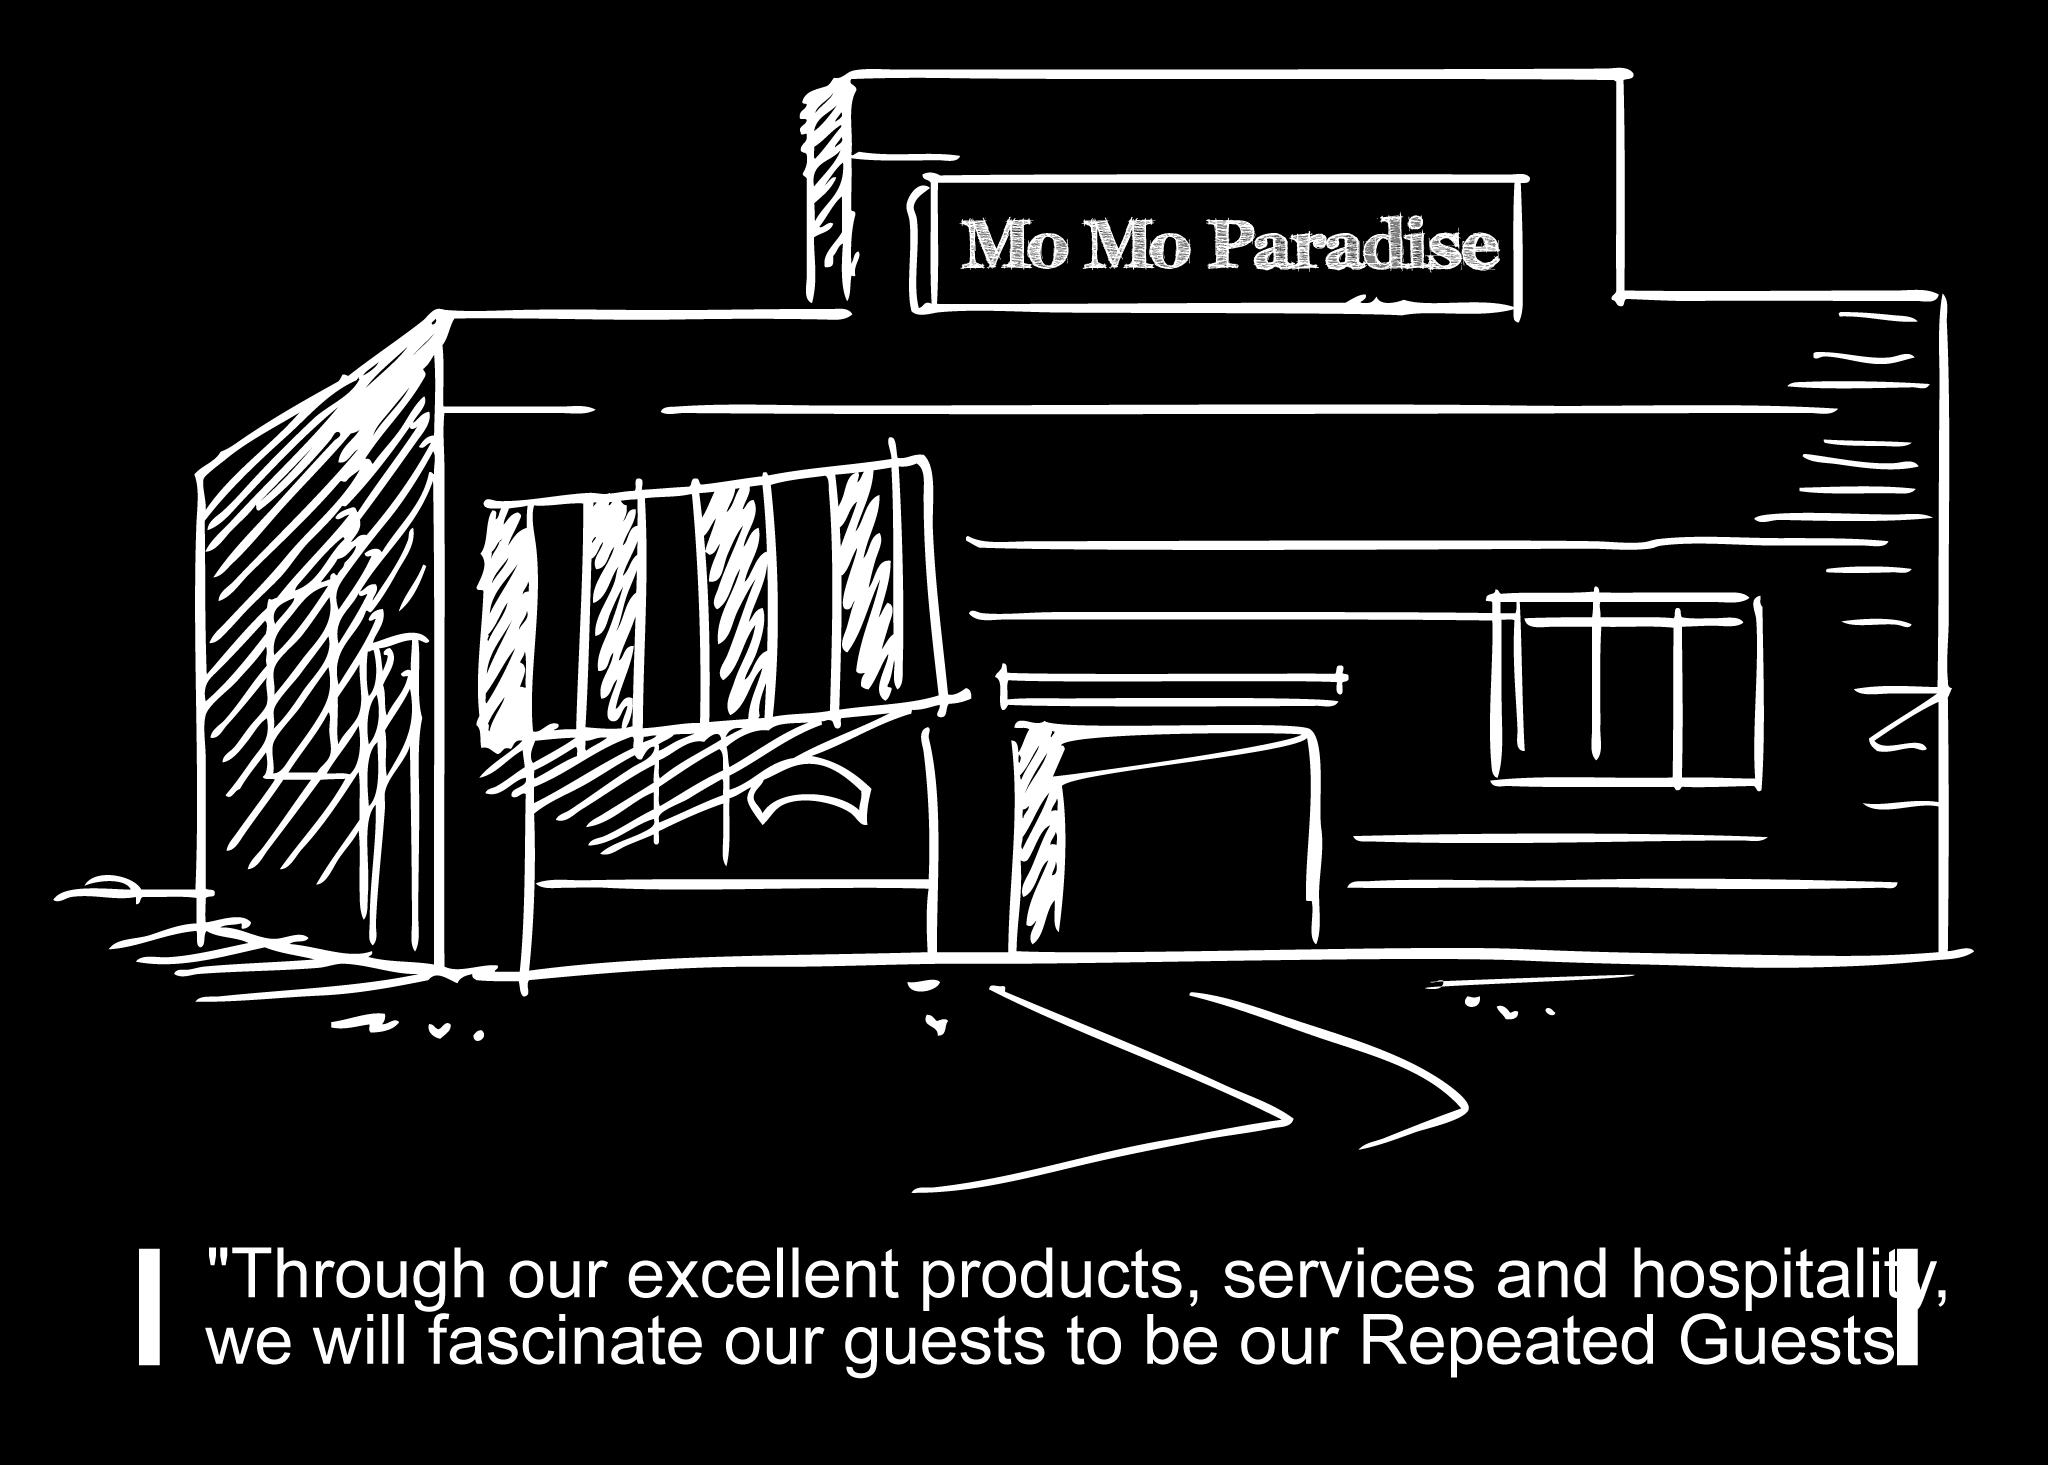 Mo Mo Paradise
"Through our excellent products, services and hospitality,
we will fascinate our guests to be our Repeated Guests